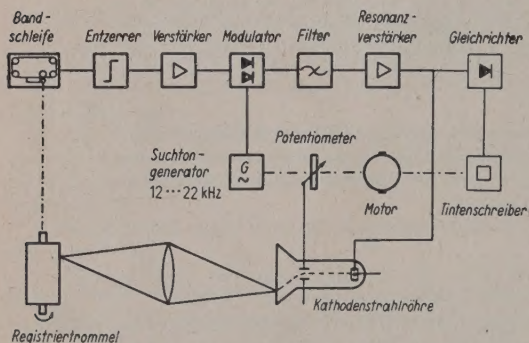 Band-
schleife
Entzerrer
Verstärker
Modulator
Filter
Resonanz-
verstärker
Gleichrichter
Suchton-
generator
12 ··· 22 kHz
G
~
Potentiometer
Motor
Tintenschreiber
Kathodenstrahlröhre
Registriertrommel